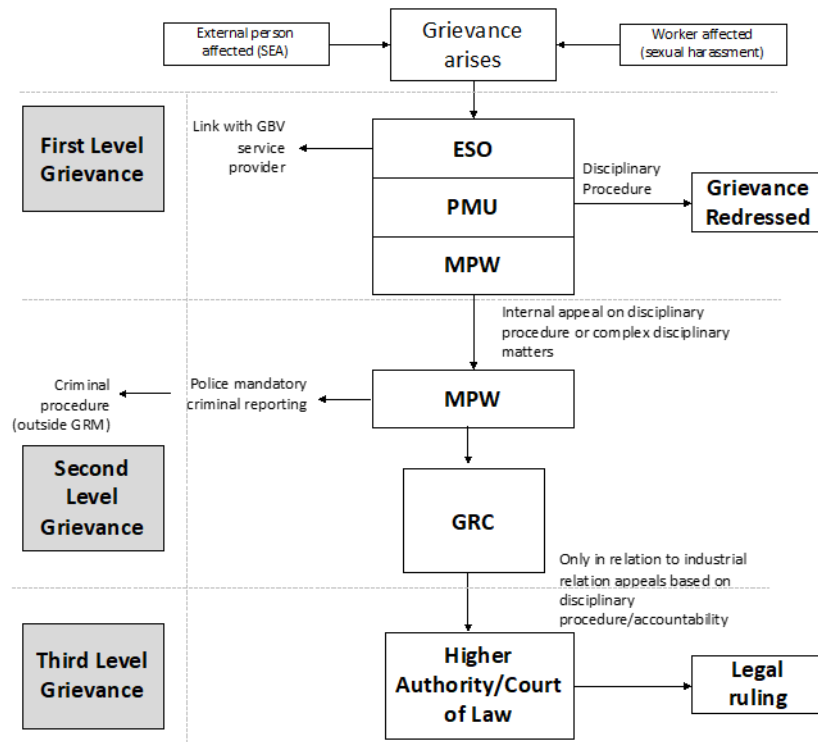 External person
affected (SEA)
Grievance
arises
Worker affected
(sexual harassment)
First Level
Grievance
Link with GBV
service
provider
ESO
PMU
MPW
Disciplinary
Procedure
Grievance
Redressed
Internal appeal on disciplinary
procedure or complex disciplinary
matters
Criminal
procedure
(outside GRM)
Police mandatory
criminal reporting
MPW
Second
Level
Grievance
GRC
Only in relation to industrial
relation appeals based on
disciplinary
procedure/accountability
Third Level
Grievance
Higher
Authority/Court
of Law
Legal
ruling